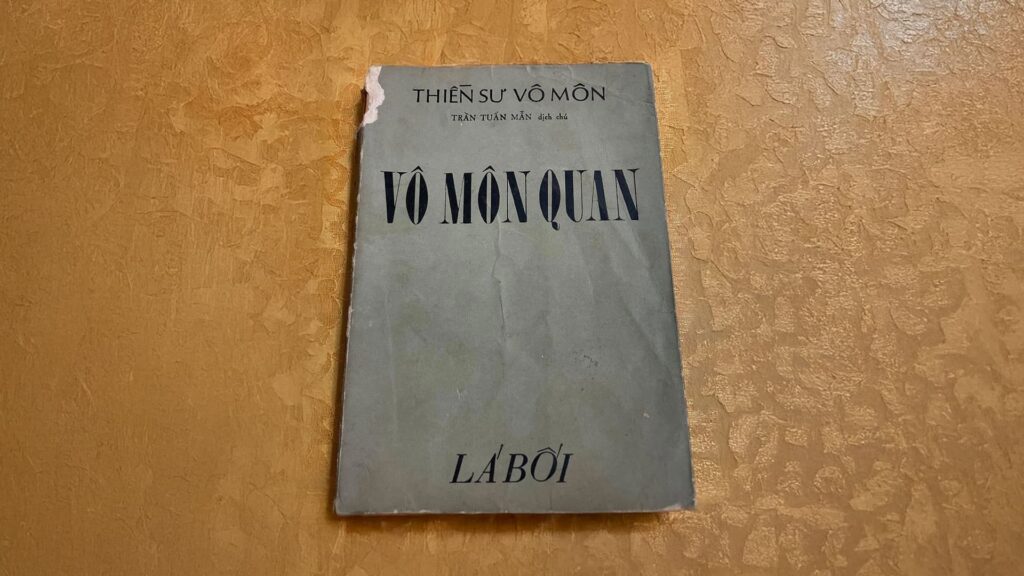 THIỀN SƯ VÔ MÔN
TRẦN TUẤN MẪN dịch chú
VÔ MÔN QUAN
LÁ BỐI